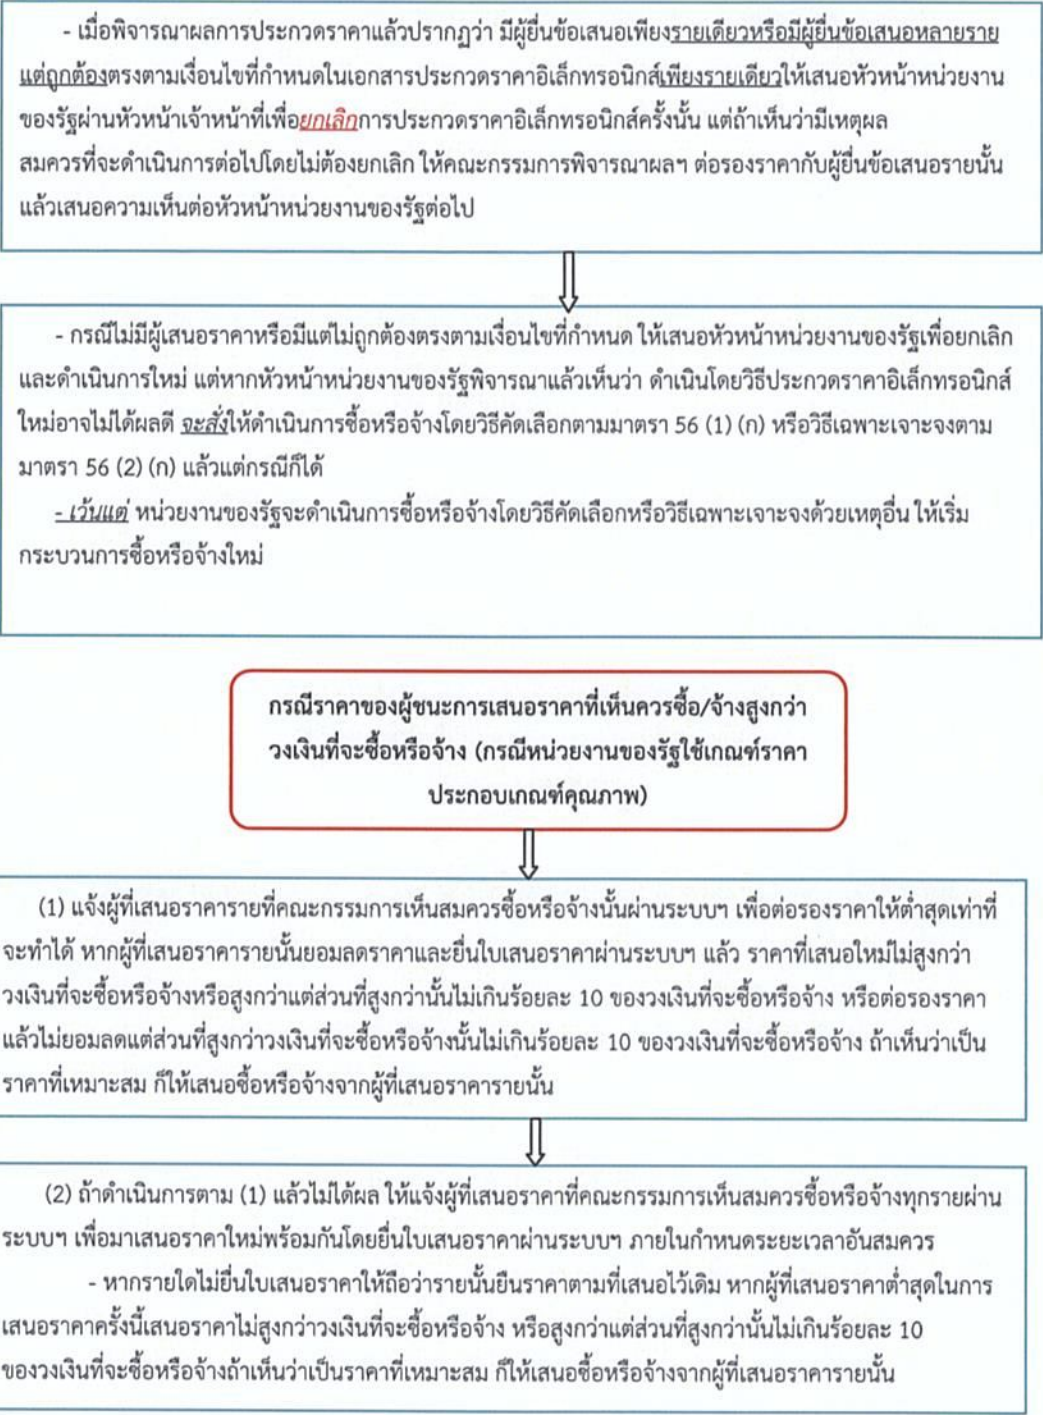 - เมื่อพิจารณาผลการประกวดราคาแล้วปรากฏว่า มีผู้ยื่นข้อเสนอเพียงรายเดียวหรือมีผู้ยื่นข้อเสนอหลายราย
แต่ถูกต้องตรงตามเงื่อนไขที่กำหนดในเอกสารประกวดราคาอิเล็กทรอนิกส์เพียงรายเดียวให้เสนอหัวหน้าหน่วยงาน
ของรัฐผ่านหัวหน้าเจ้าหน้าที่เพื่อยกเลิกการประกวดราคาอิเล็กทรอนิกส์ครั้งนั้น แต่ถ้าเห็นว่ามีเหตุผล
สมควรที่จะดำเนินการต่อไปโดยไม่ต้องยกเลิก ให้คณะกรรมการพิจารณาผลฯ ต่อรองราคากับผู้ยื่นข้อเสนอรายนั้น
แล้วเสนอความเห็นต่อหัวหน้าหน่วยงานของรัฐต่อไป
- กรณีไม่มีผู้เสนอราคาหรือมีแต่ไม่ถูกต้องตรงตามเงื่อนไขที่กำหนด ให้เสนอหัวหน้าหน่วยงานของรัฐเพื่อยกเลิก
และดำเนินการใหม่ แต่หากหัวหน้าหน่วยงานของรัฐพิจารณาแล้วเห็นว่า ดำเนินโดยวิธีประกวดราคาอิเล็กทรอนิกส์
ใหม่อาจไม่ได้ผลดี จะสั่งให้ดำเนินการซื้อหรือจ้างโดยวิธีคัดเลือกตามมาตรา 56 (1) (ก) หรือวิธีเฉพาะเจาะจงตาม
มาตรา 56 (2) (ก) แล้วแต่กรณีก็ได้
- เว้นแต่ หน่วยงานของรัฐจะดำเนินการซื้อหรือจ้างโดยวิธีคัดเลือกหรือวิธีเฉพาะเจาะจงด้วยเหตุอื่น ให้เริ่ม
กระบวนการซื้อหรือจ้างใหม่
กรณีราคาของผู้ชนะการเสนอราคาที่เห็นควรซื้อ/จ้างสูงกว่า
วงเงินที่จะซื้อหรือจ้าง (กรณีหน่วยงานของรัฐใช้เกณฑ์ราคา
ประกอบเกณฑ์คุณภาพ)
(1) แจ้งผู้ที่เสนอราคารายที่คณะกรรมการเห็นสมควรซื้อหรือจ้างนั้นผ่านระบบฯ เพื่อต่อรองราคาให้ต่ำสุดเท่าที่
จะทำได้ หากผู้ที่เสนอราคารายนั้นยอมลดราคาและยื่นใบเสนอราคาผ่านระบบฯ แล้ว ราคาที่เสนอใหม่ไม่สูงกว่า
วงเงินที่จะซื้อหรือจ้างหรือสูงกว่าแต่ส่วนที่สูงกว่านั้นไม่เกินร้อยละ 10 ของวงเงินที่จะซื้อหรือจ้าง หรือต่อรองราคา
แล้วไม่ยอมลดแต่ส่วนที่สูงกว่าวงเงินที่จะซื้อหรือจ้างนั้นไม่เกินร้อยละ 10 ของวงเงินที่จะซื้อหรือจ้าง ถ้าเห็นว่าเป็น
ราคาที่เหมาะสม ก็ให้เสนอซื้อหรือจ้างจากผู้ที่เสนอราคารายนั้น
(2) ถ้าดำเนินการตาม (1) แล้วไม่ได้ผล ให้แจ้งผู้ที่เสนอราคาที่คณะกรรมการเห็นสมควรซื้อหรือจ้างทุกรายผ่าน
ระบบฯ เพื่อมาเสนอราคาใหม่พร้อมกันโดยยื่นใบเสนอราคาผ่านระบบฯ ภายในกำหนดระยะเวลาอันสมควร
- หากรายใดไม่ยื่นใบเสนอราคาให้ถือว่ารายนั้นยืนราคาตามที่เสนอไว้เดิม หากผู้ที่เสนอราคาต่ำสุดในการ
เสนอราคาครั้งนี้เสนอราคาไม่สูงกว่าวงเงินที่จะซื้อหรือจ้าง หรือสูงกว่าแต่ส่วนที่สูงกว่านั้นไม่เกินร้อยละ 10
ของวงเงินที่จะซื้อหรือจ้างถ้าเห็นว่าเป็นราคาที่เหมาะสม ก็ให้เสนอซื้อหรือจ้างจากผู้ที่เสนอราคารายนั้น